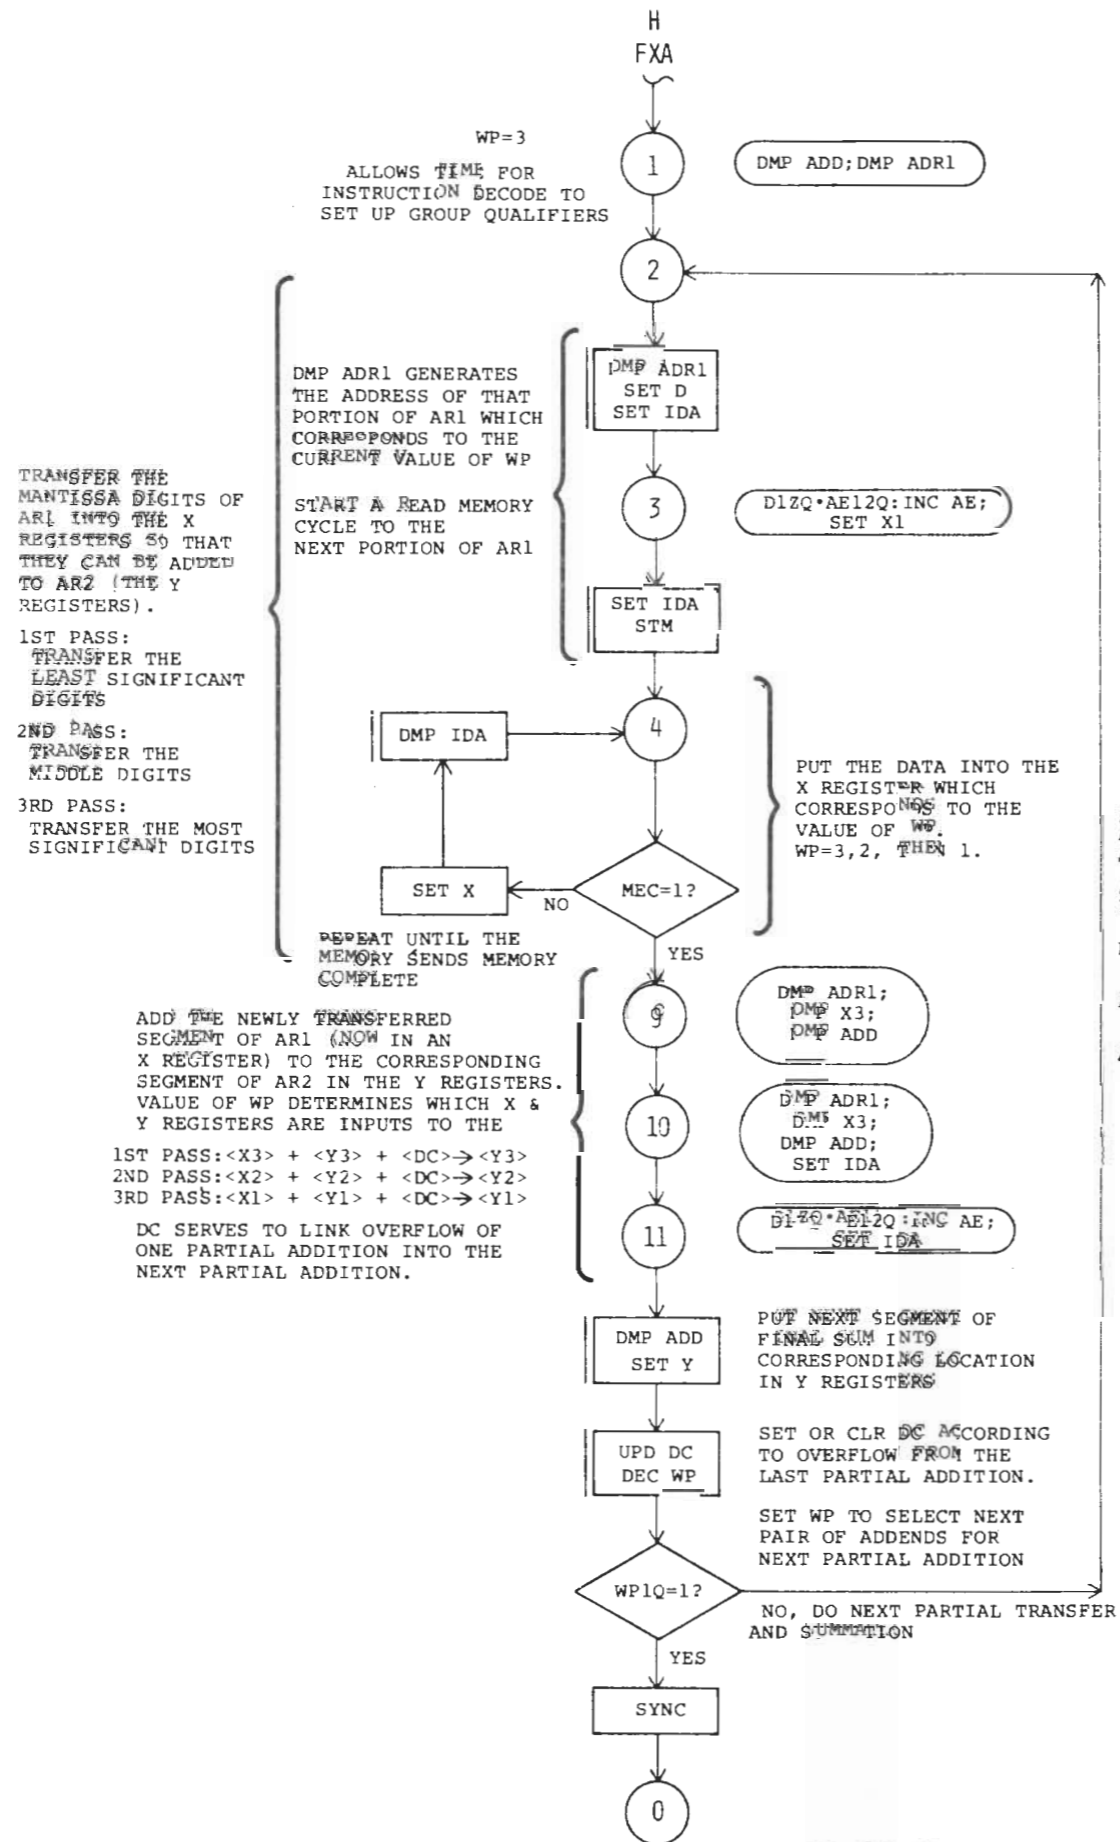 H
FXA
WP=3
ALLOWS TIME FOR
INSTRUCTION DECODE TO
SET UP GROUP QUALIFIERS
1
DMP ADD;DMP ADR1
2
DMP ADR1
SET D
SET IDA
DMP ADR1 GENERATES
THE ADDRESS OF THAT
PORTION OF AR1 WHICH
CORRESPONDS TO THE
CURRENT VALUE OF WP
START A READ MEMORY
CYCLE TO THE
NEXT PORTION OF AR1
3
D1ZQ•AE12Q:INC AE;
SET X1
SET IDA
STM
TRANSFER THE
MANTISSA DIGITS OF
AR1 INTO THE X
REGISTERS SO THAT
THEY CAN BE ADDED
TO AR2 (THE Y
REGISTERS).
1ST PASS:
TRANSFER THE
LEAST SIGNIFICANT
DIGITS
2ND PASS:
TRANSFER THE
MIDDLE DIGITS
3RD PASS:
TRANSFER THE MOST
SIGNIFICANT DIGITS
DMP IDA
4
SET X
NO
MEC=1?
YES
PUT THE DATA INTO THE
X REGISTER WHICH
CORRESPONDS TO THE
VALUE OF WP.
WP=3,2, THEN 1.
REPEAT UNTIL THE
MEMORY SENDS MEMORY
COMPLETE
9
DMP ADR1;
DMP X3;
DMP ADD
ADD THE NEWLY TRANSFERRED
SEGMENT OF AR1 (NOW IN AN
X REGISTER) TO THE CORRESPONDING
SEGMENT OF AR2 IN THE Y REGISTERS.
VALUE OF WP DETERMINES WHICH X &
Y REGISTERS ARE INPUTS TO THE
10
DMP ADR1;
DMP X3;
DMP ADD;
SET IDA
1ST PASS:<X3> + <Y3> + <DC>→<Y3>
2ND PASS:<X2> + <Y2> + <DC>→<Y2>
3RD PASS:<X1> + <Y1> + <DC>→<Y1>
DC SERVES TO LINK OVERFLOW OF
ONE PARTIAL ADDITION INTO THE
NEXT PARTIAL ADDITION.
11
D1ZQ•AE12Q:INC AE;
SET IDA
DMP ADD
SET Y
PUT NEXT SEGMENT OF
FINAL SUM INTO
CORRESPONDING LOCATION
IN Y REGISTERS
UPD DC
DEC WP
SET OR CLR DC ACCORDING
TO OVERFLOW FROM THE
LAST PARTIAL ADDITION.
SET WP TO SELECT NEXT
PAIR OF ADDENDS FOR
NEXT PARTIAL ADDITION
WP1Q=1?
NO, DO NEXT PARTIAL TRANSFER
AND SUMMATION
YES
SYNC
0